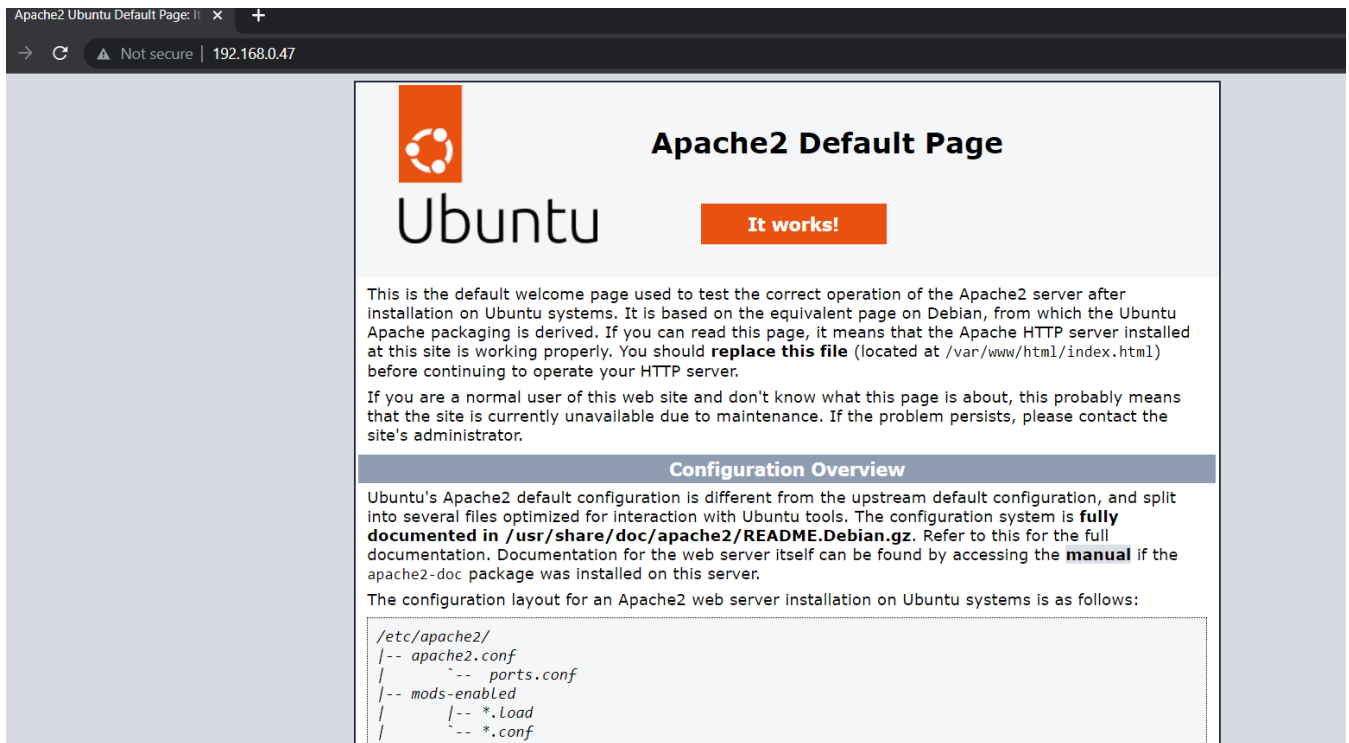 Apache2 Ubuntu Default Page: It
Not secure | 192.168.0.47
Apache2 Default Page
Ubuntu
It works!
This is the default welcome page used to test the correct operation of the Apache2 server after
installation on Ubuntu systems. It is based on the equivalent page on Debian, from which the Ubuntu
Apache packaging is derived. If you can read this page, it means that the Apache HTTP server installed
at this site is working properly. You should replace this file (located at /var/www/html/index.html)
before continuing to operate your HTTP server.
If you are a normal user of this web site and don't know what this page is about, this probably means
that the site is currently unavailable due to maintenance. If the problem persists, please contact the
site's administrator.
Configuration Overview
Ubuntu's Apache2 default configuration is different from the upstream default configuration, and split
into several files optimized for interaction with Ubuntu tools. The configuration system is fully
documented in /usr/share/doc/apache2/README.Debian.gz. Refer to this for the full
documentation. Documentation for the web server itself can be found by accessing the manual if the
apache2-doc package was installed on this server.
The configuration layout for an Apache2 web server installation on Ubuntu systems is as follows:
/etc/apache2/
|-- apache2.conf
|       `-- ports.conf
|-- mods-enabled
|       |-- *.load
|       `-- *.conf